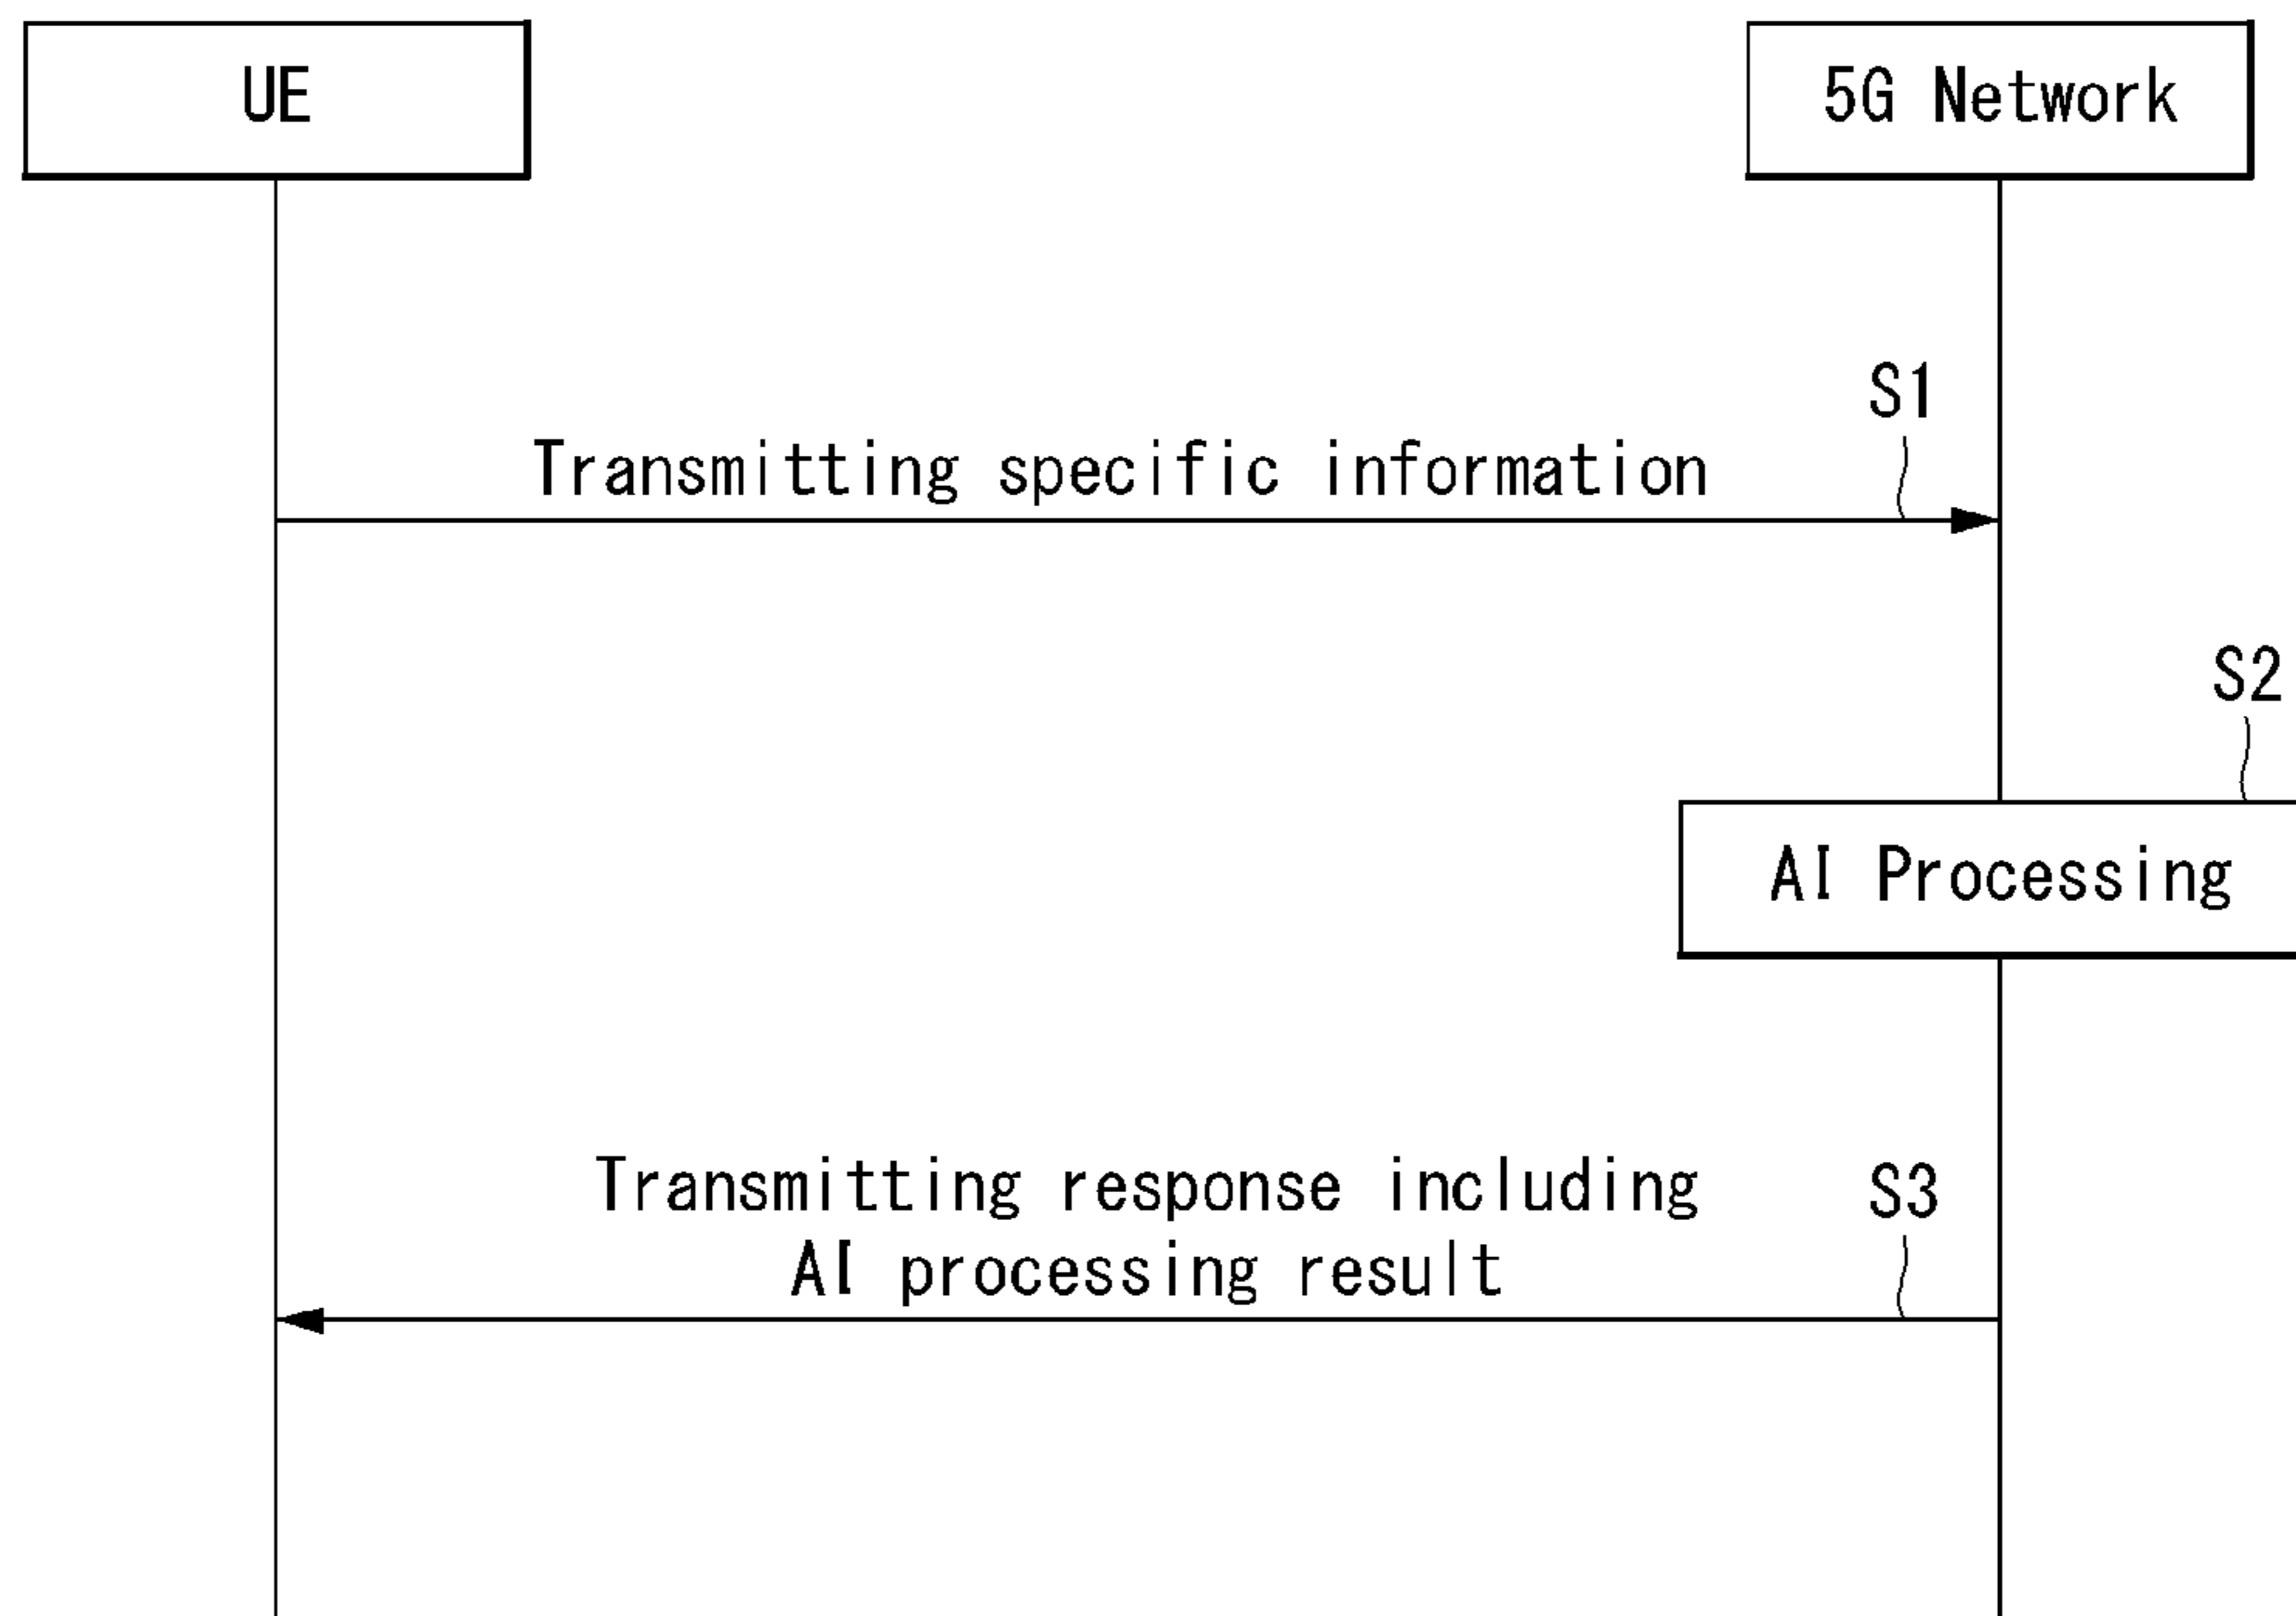 UE
5G Network
S1
Transmitting specific information
S2
AI Processing
Transmitting response including
S3
AI processing result